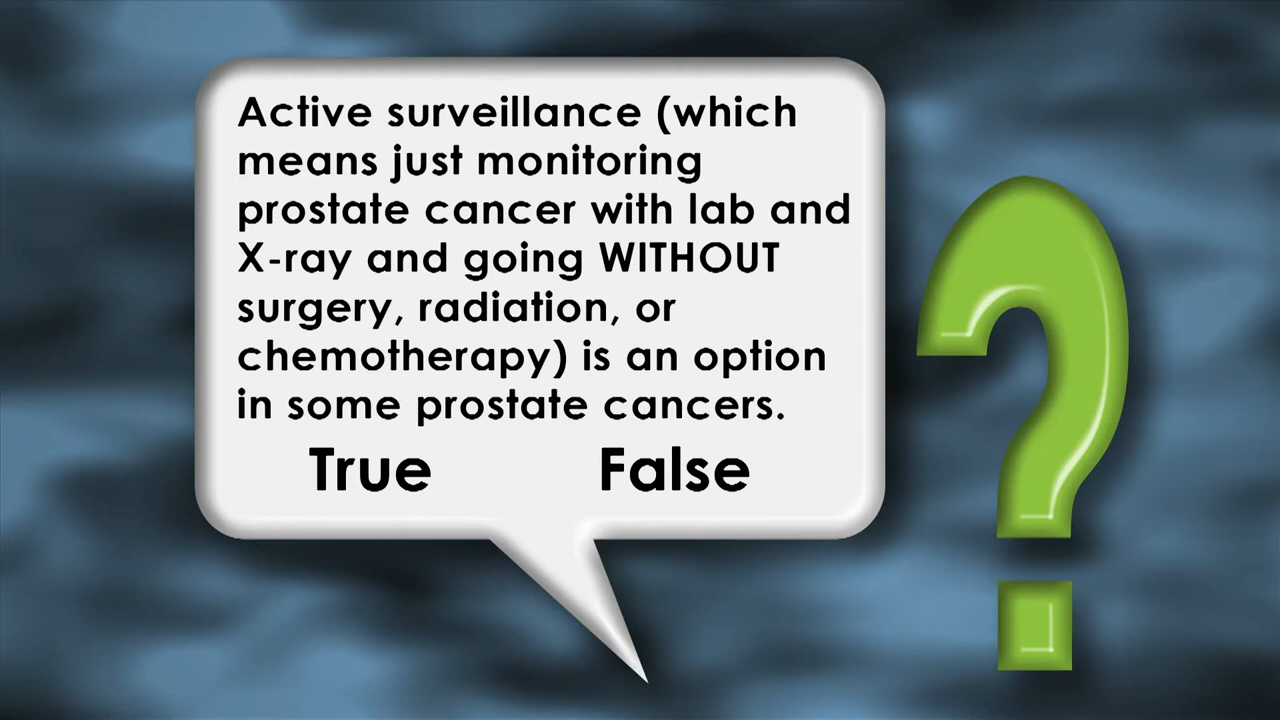 Active surveillance (which
means just monitoring
prostate cancer with lab and
X-ray and going WITHOUT
surgery, radiation, or
chemotherapy) is an option
in some prostate cancers.
True False
?